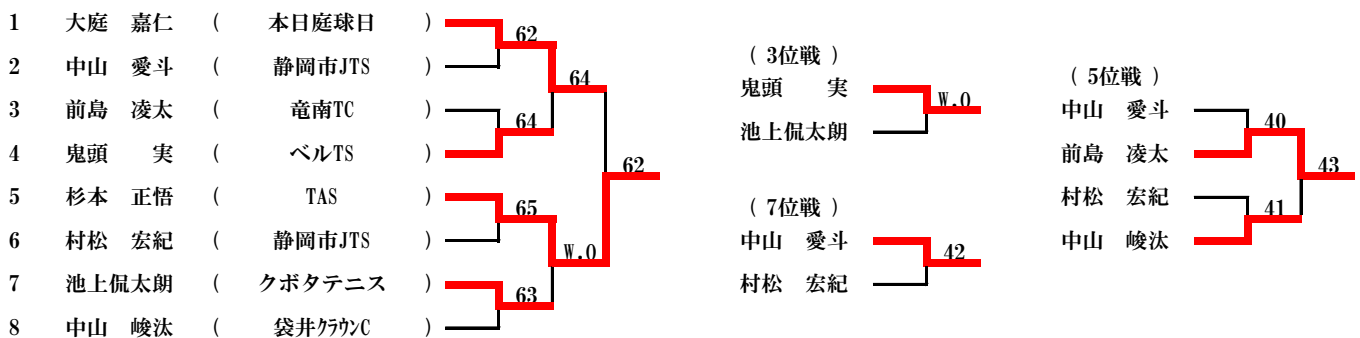 1 大庭 嘉仁 ( 本日庭球日 )
62
2 中山 愛斗 ( 静岡市JTS )
64
3 前島 凌太 ( 竜南TC )
64
4 鬼頭 実 ( ベルTS )
62
5 杉本 正悟 ( TAS )
65
6 村松 宏紀 ( 静岡市JTS )
W.O
7 池上侃太朗 ( クボタテニス )
63
8 中山 峻汰 ( 袋井クラウンC )
( 3位戦 )
鬼頭 実
W.O
池上侃太朗
( 7位戦 )
中山 愛斗
42
村松 宏紀
( 5位戦 )
中山 愛斗
40
前島 凌太
43
村松 宏紀
41
中山 峻汰